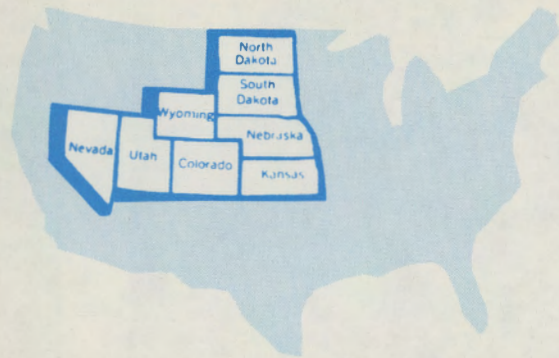 North
Dakota
South
Dakota
Wyoming
Nebraska
Nevada
Utah
Colorado
Kansas